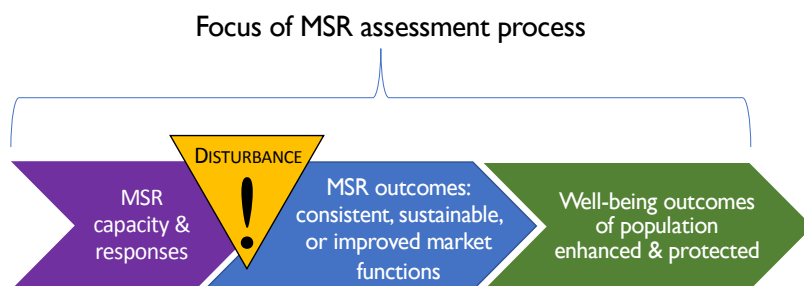 Focus of MSR assessment process
DISTURBANCE
!
MSR
capacity &
responses
MSR outcomes:
consistent, sustainable,
or improved market
functions
Well-being outcomes
of population
enhanced & protected